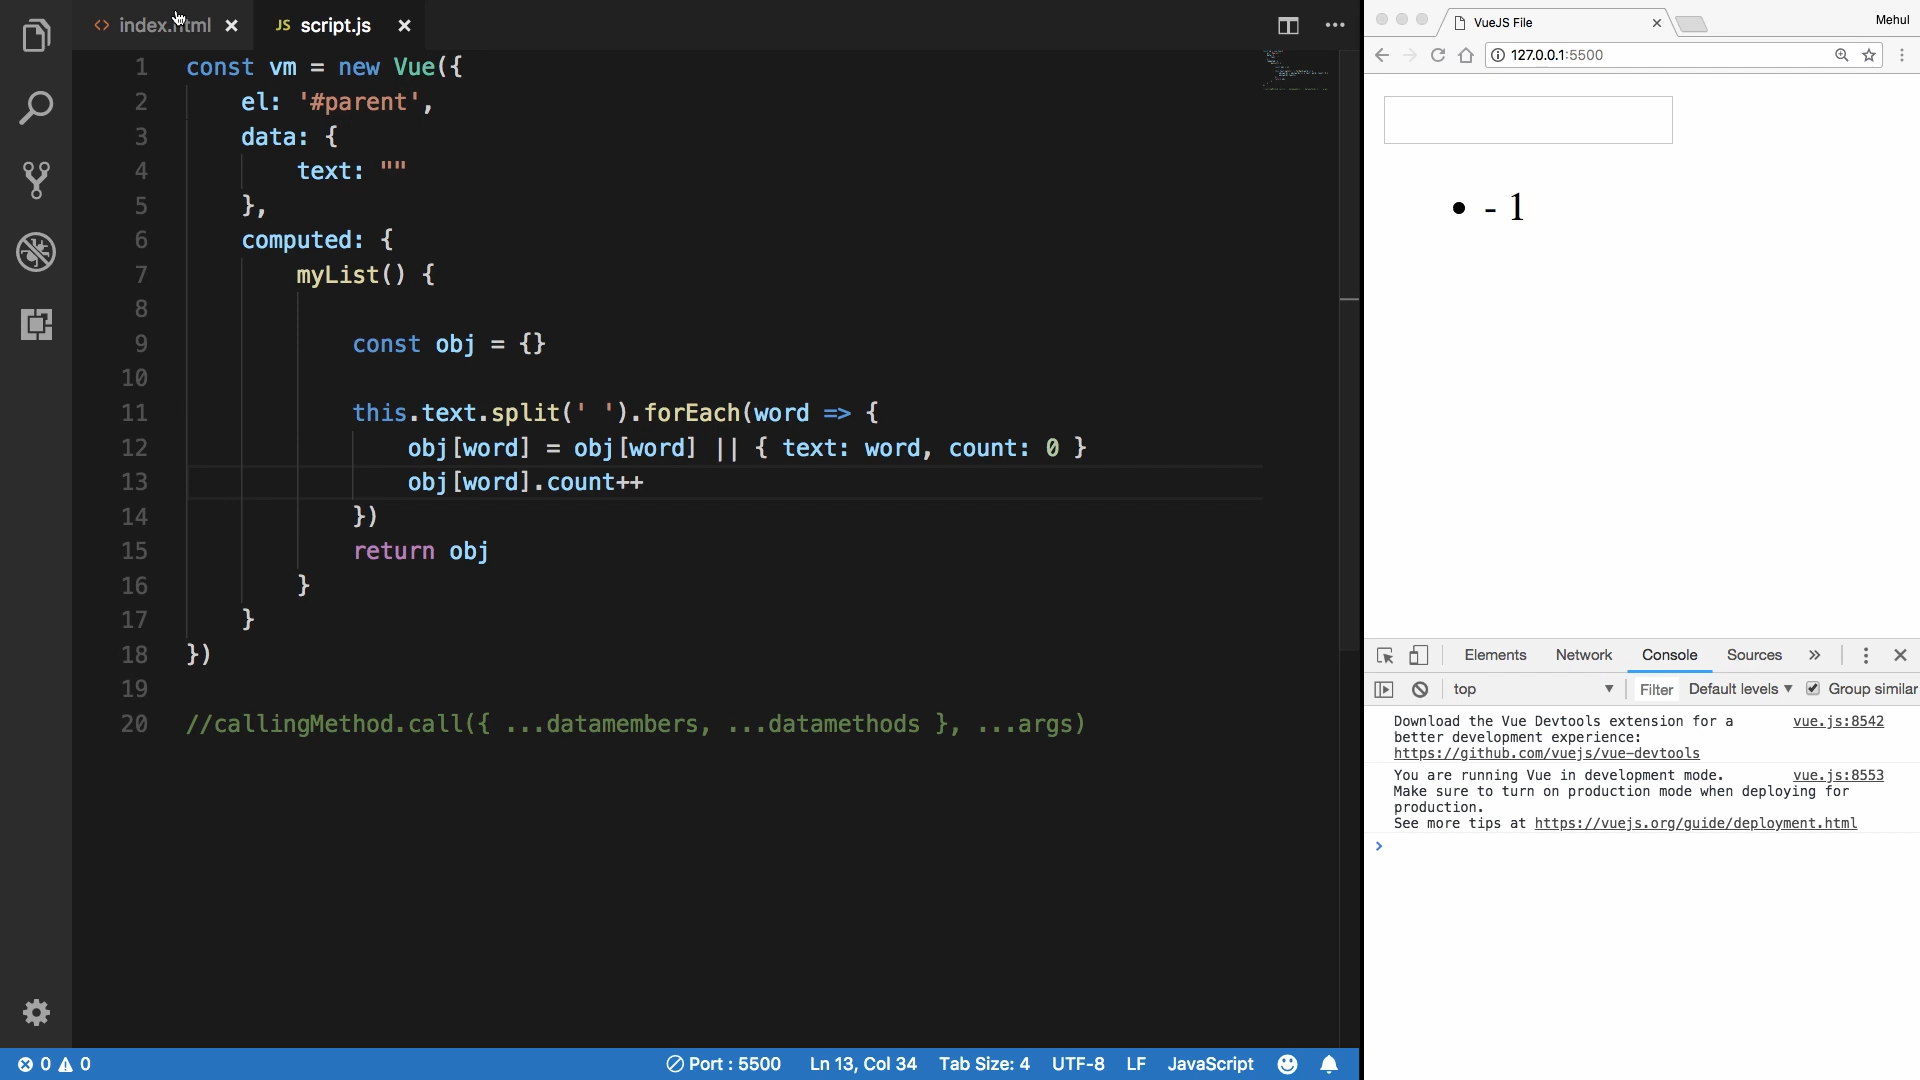 index.html
JS script.js
1 const vm = new Vue({
2 el: '#parent',
3 data: {
4 text: ""
5 },
6 computed: {
7 myList() {
8
9 const obj = {}
10
11 this.text.split(' ').forEach(word => {
12 obj[word] = obj[word] || { text: word, count: 0 }
13 obj[word].count++
14 })
15 return obj
16 }
17 }
18 })
19
20 //callingMethod.call({ ...datamembers, ...datamethods }, ...args)
0 0
Port : 5500 Ln 13, Col 34 Tab Size: 4 UTF-8 LF JavaScript
VueJS File
Mehul
127.0.0.1:5500
• - 1
Elements Network Console Sources »
top Filter Default levels Group similar
Download the Vue Devtools extension for a vue.js:8542
better development experience:
https://github.com/vuejs/vue-devtools
You are running Vue in development mode. vue.js:8553
Make sure to turn on production mode when deploying for
production.
See more tips at https://vuejs.org/guide/deployment.html